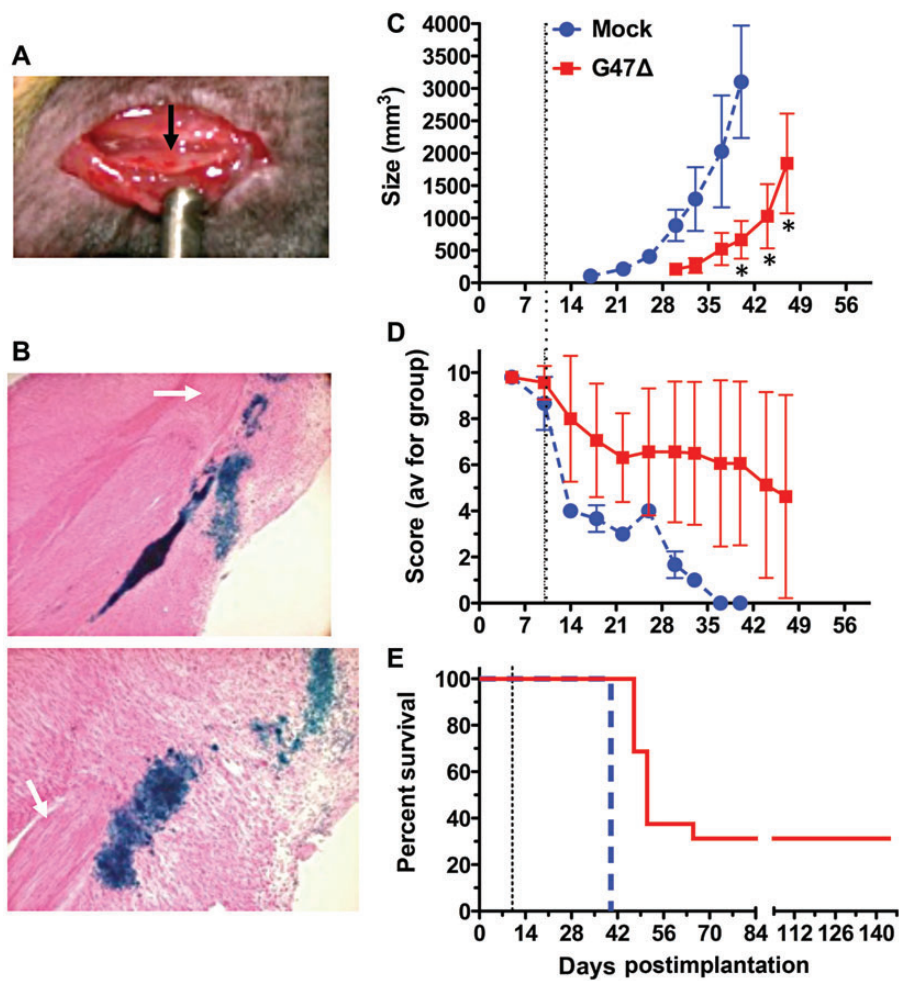 A
B
C
Mock
G47Δ
Size (mm³)
4000
3500
3000
2500
2000
1500
1000
500
0
* * *
0 7 14 21 28 35 42 49 56
D
Score (av for group)
10
8
6
4
2
0
0 7 14 21 28 35 42 49 56
E
Percent survival
100
80
60
40
20
0
0 14 28 42 56 70 84 112 126 140
Days postimplantation